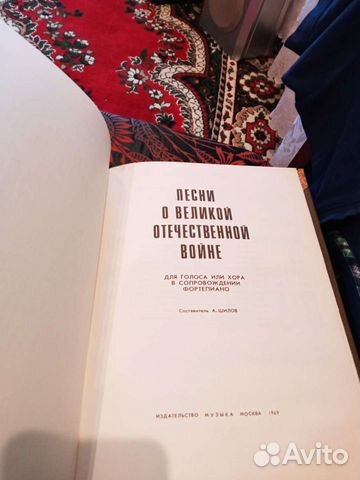 ПЕСНИ
О ВЕЛИКОЙ
ОТЕЧЕСТВЕННОЙ
ВОЙНЕ
ДЛЯ ГОЛОСА ИЛИ ХОРА
В СОПРОВОЖДЕНИИ
ФОРТЕПИАНО
Составитель А. ШИЛОВ
ИЗДАТЕЛЬСТВО МУЗЫКА МОСКВА 1969
Avito